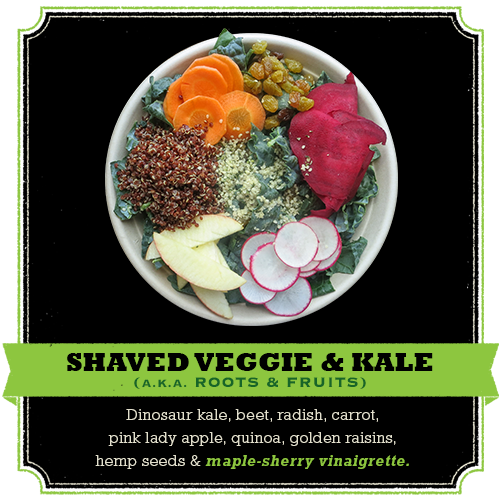 SHAVED VEGGIE & KALE
(A.K.A. ROOTS & FRUITS)
Dinosaur kale, beet, radish, carrot,
pink lady apple, quinoa, golden raisins,
hemp seeds & maple-sherry vinaigrette.